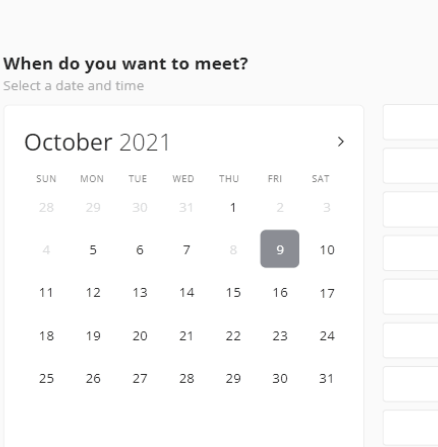 When do you want to meet?
Select a date and time
October 2021 >
SUN MON TUE WED THU FRI SAT
28 29 30 31 1 2 3
4 5 6 7 8 9 10
11 12 13 14 15 16 17
18 19 20 21 22 23 24
25 26 27 28 29 30 31